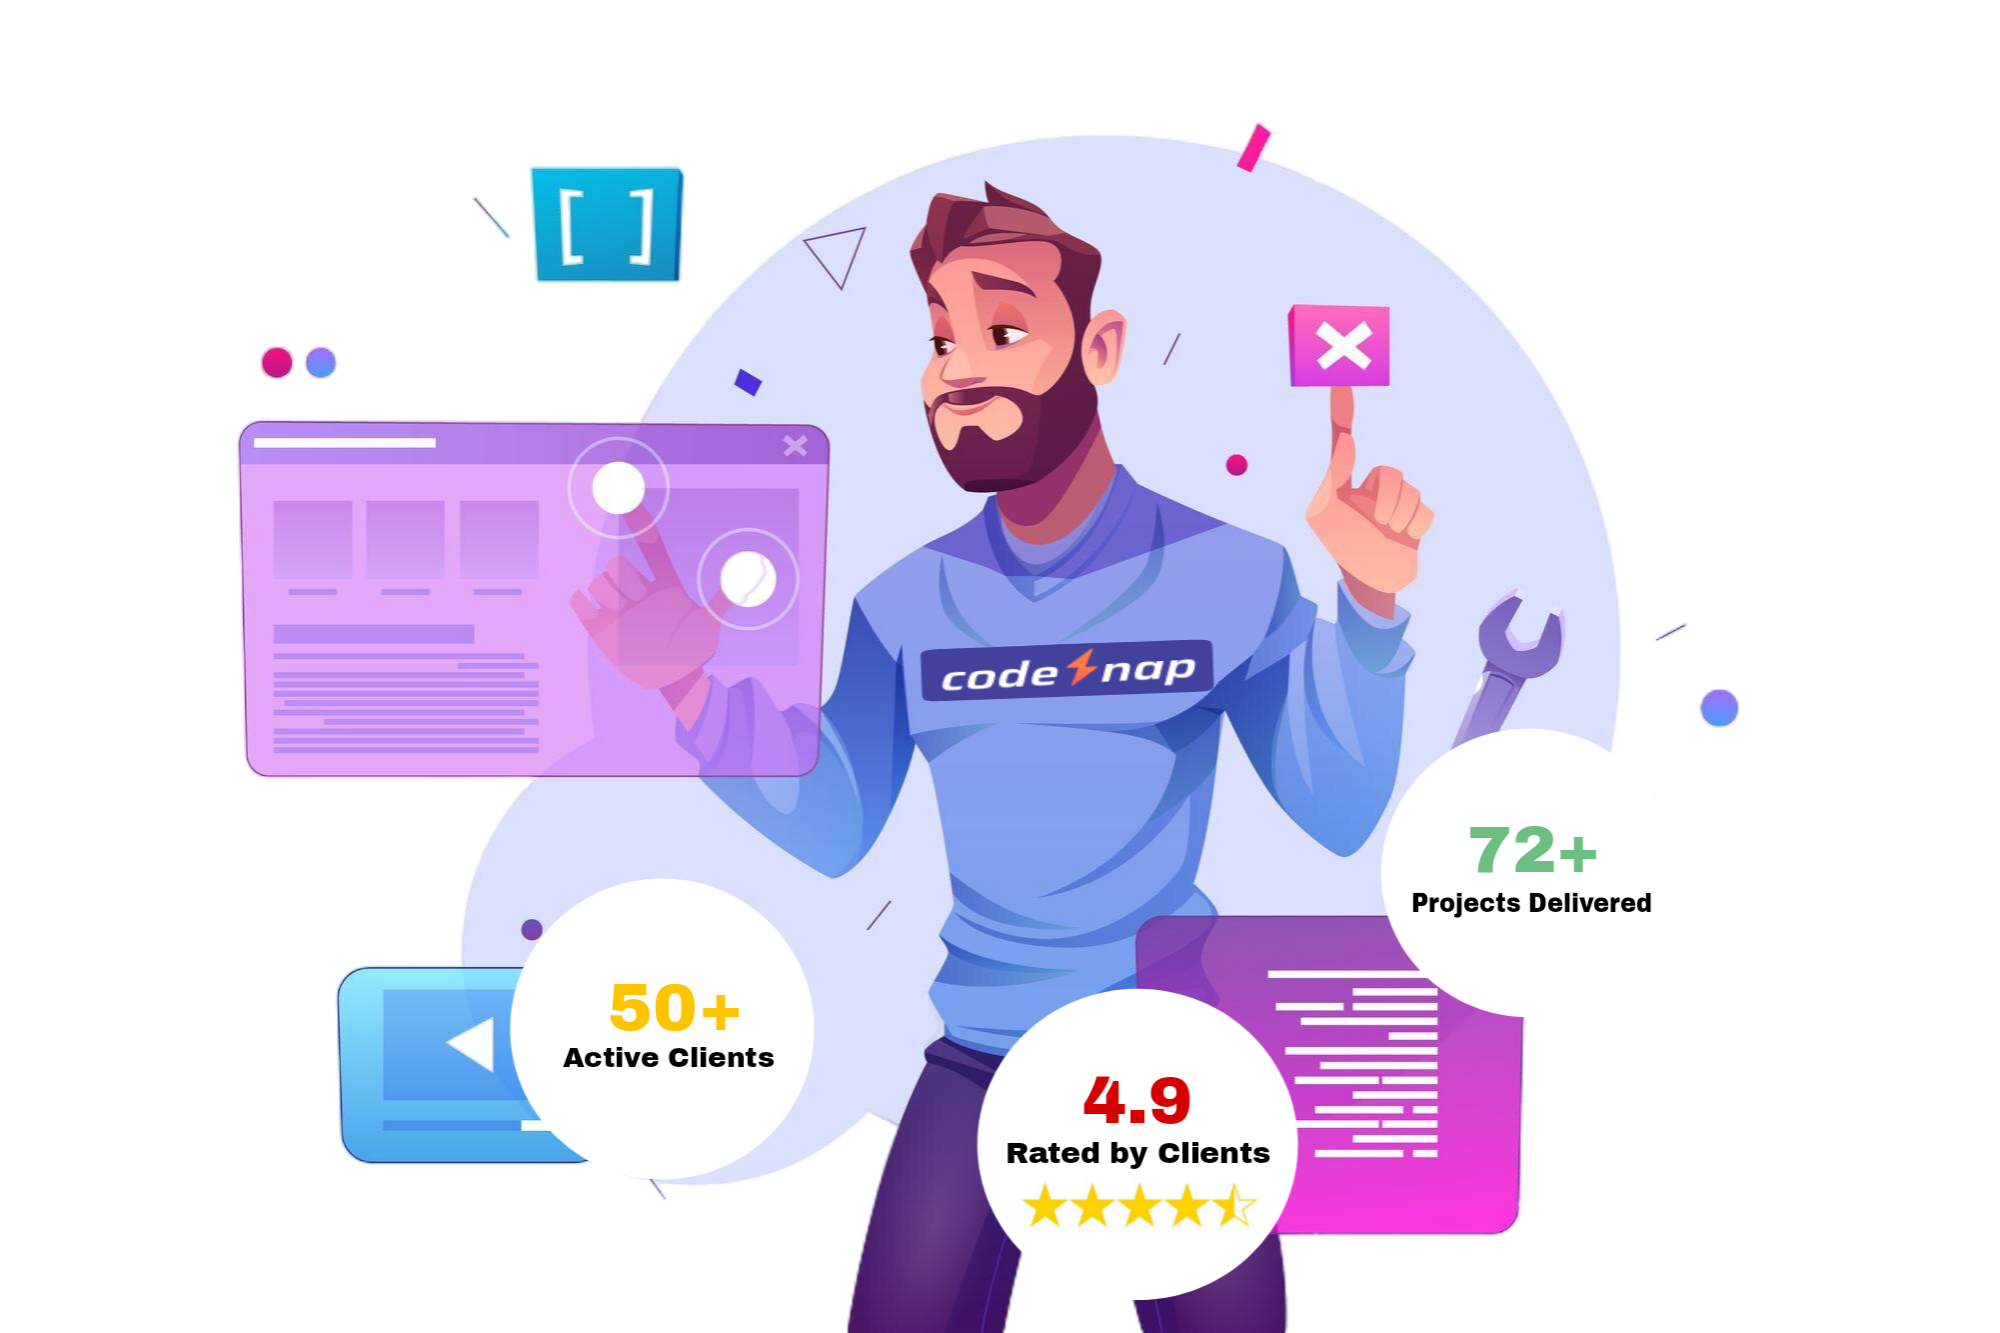 [ ]
code⚡nap
72+
Projects Delivered
50+
Active Clients
4.9
Rated by Clients